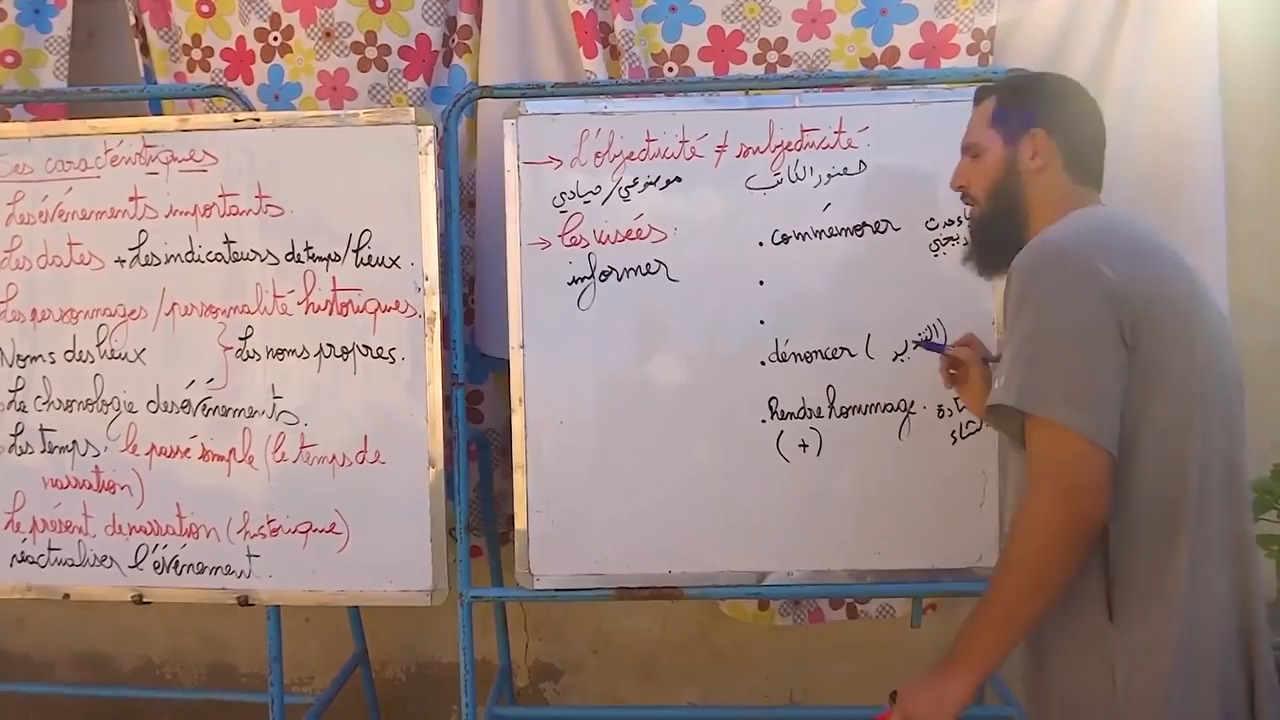 Les caractéristiques
Les événements importants.
Les dates + Les indicateurs de temps/lieux.
Les personnages/personnalité historiques.
Noms des lieux } Les noms propres.
La chronologie des événements.
Les temps. le passé simple (le temps de
narration)
Le présent de narration (historique)
réactualiser l'événement.
→ L'objectivité ≠ subjectivité.
موضوعي/حيادي حضور الكاتب
→ Les visées:
informer
. commémorer
.
.
. dénoncer (
. Rendre hommage.
(+)